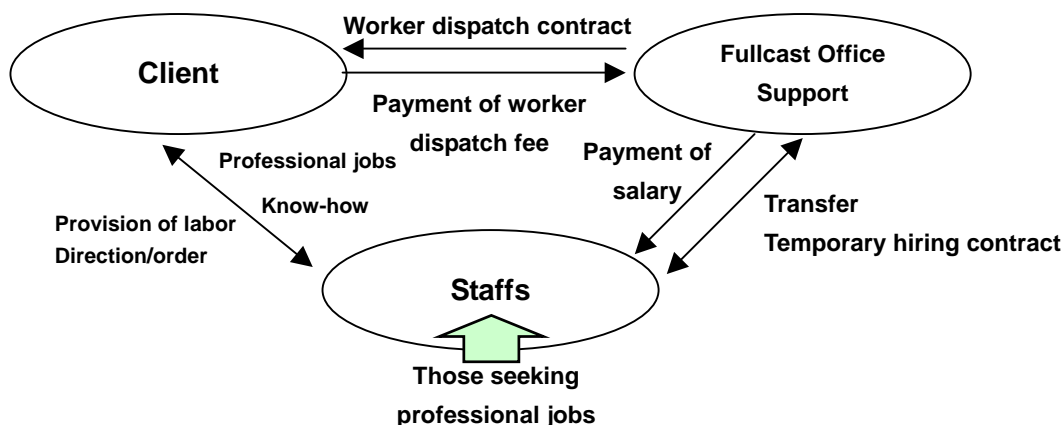 Worker dispatch contract
Client
Fullcast Office
Support
Payment of worker
dispatch fee
Professional jobs
Know-how
Provision of labor
Direction/order
Payment of
salary
Transfer
Temporary hiring contract
Staffs
Those seeking
professional jobs